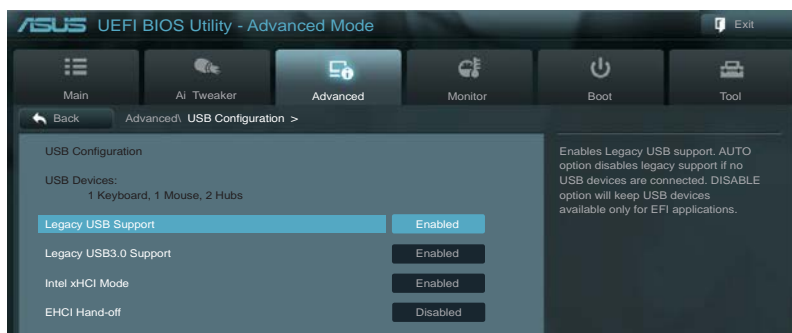 ASUS UEFI BIOS Utility - Advanced Mode
Exit
Main
Ai Tweaker
Advanced
Monitor
Boot
Tool
Back
Advanced\ USB Configuration >
USB Configuration
USB Devices:
1 Keyboard, 1 Mouse, 2 Hubs
Legacy USB Support Enabled
Legacy USB3.0 Support Enabled
Intel xHCI Mode Enabled
EHCI Hand-off Disabled
Enables Legacy USB support. AUTO
option disables legacy support if no
USB devices are connected. DISABLE
option will keep USB devices
available only for EFI applications.